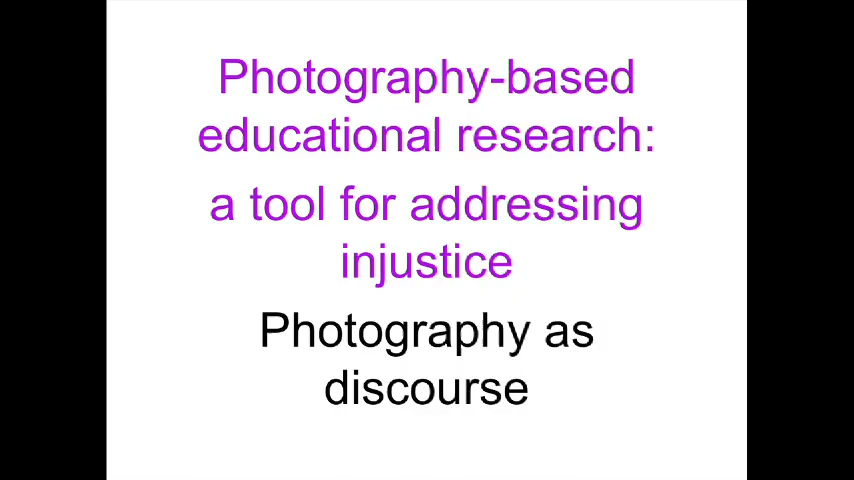 Photography-based
educational research:
a tool for addressing
injustice
Photography as
discourse